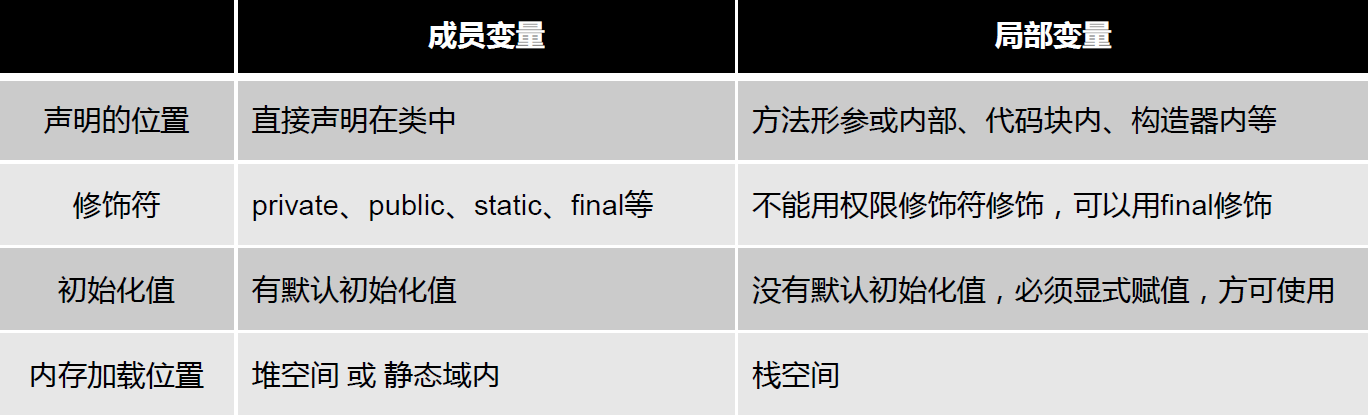 成员变量 局部变量
声明的位置 直接声明在类中 方法形参或内部、代码块内、构造器内等
修饰符 private、public、static、final等 不能用权限修饰符修饰，可以用final修饰
初始化值 有默认初始化值 没有默认初始化值，必须显式赋值，方可使用
内存加载位置 堆空间 或 静态域内 栈空间